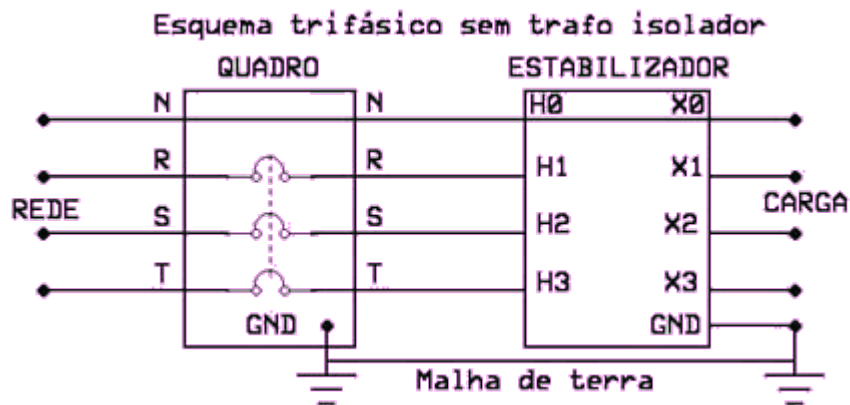 Esquema trifásico sem trafo isolador
QUADRO ESTABILIZADOR
N N H0 X0
R R H1 X1
REDE S S H2 X2 CARGA
T T H3 X3
GND GND
Malha de terra